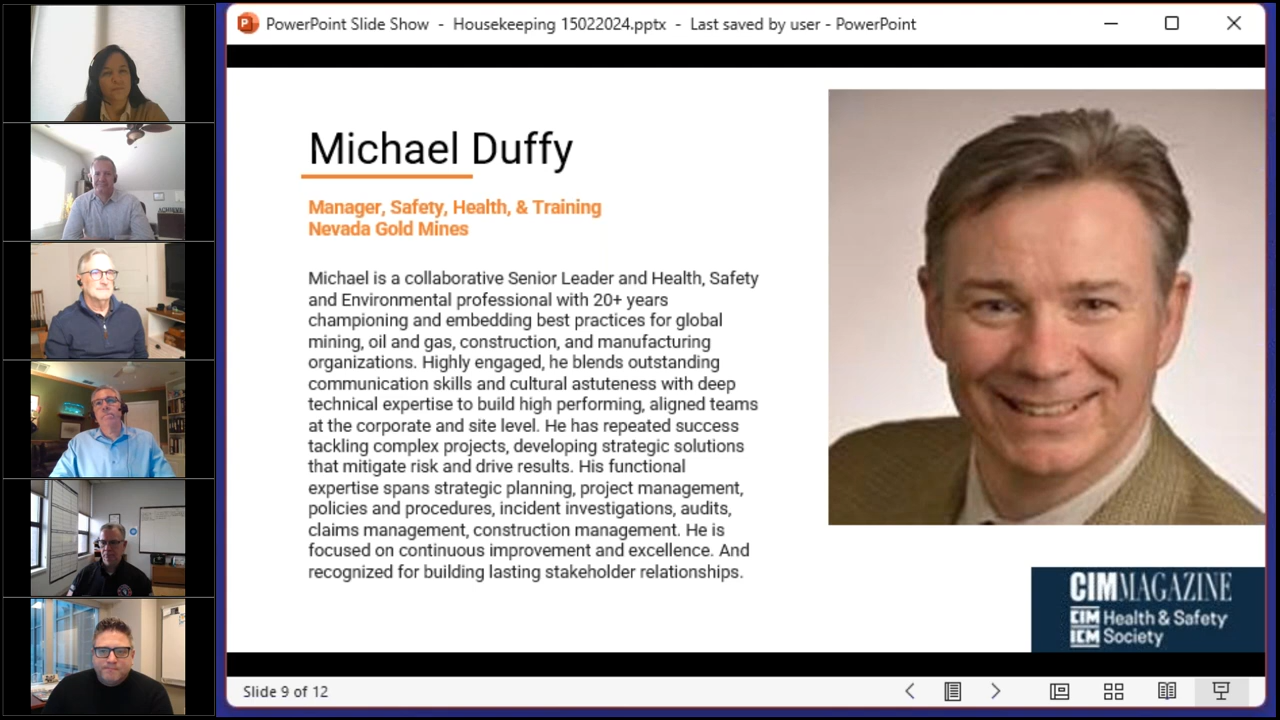 PowerPoint Slide Show - Housekeeping 15022024.pptx - Last saved by user - PowerPoint
Michael Duffy
Manager, Safety, Health, & Training
Nevada Gold Mines
Michael is a collaborative Senior Leader and Health, Safety
and Environmental professional with 20+ years
championing and embedding best practices for global
mining, oil and gas, construction, and manufacturing
organizations. Highly engaged, he blends outstanding
communication skills and cultural astuteness with deep
technical expertise to build high performing, aligned teams
at the corporate and site level. He has repeated success
tackling complex projects, developing strategic solutions
that mitigate risk and drive results. His functional
expertise spans strategic planning, project management,
policies and procedures, incident investigations, audits,
claims management, construction management. He is
focused on continuous improvement and excellence. And
recognized for building lasting stakeholder relationships.
CIM MAGAZINE
CIM Health & Safety
ICM Society
Slide 9 of 12